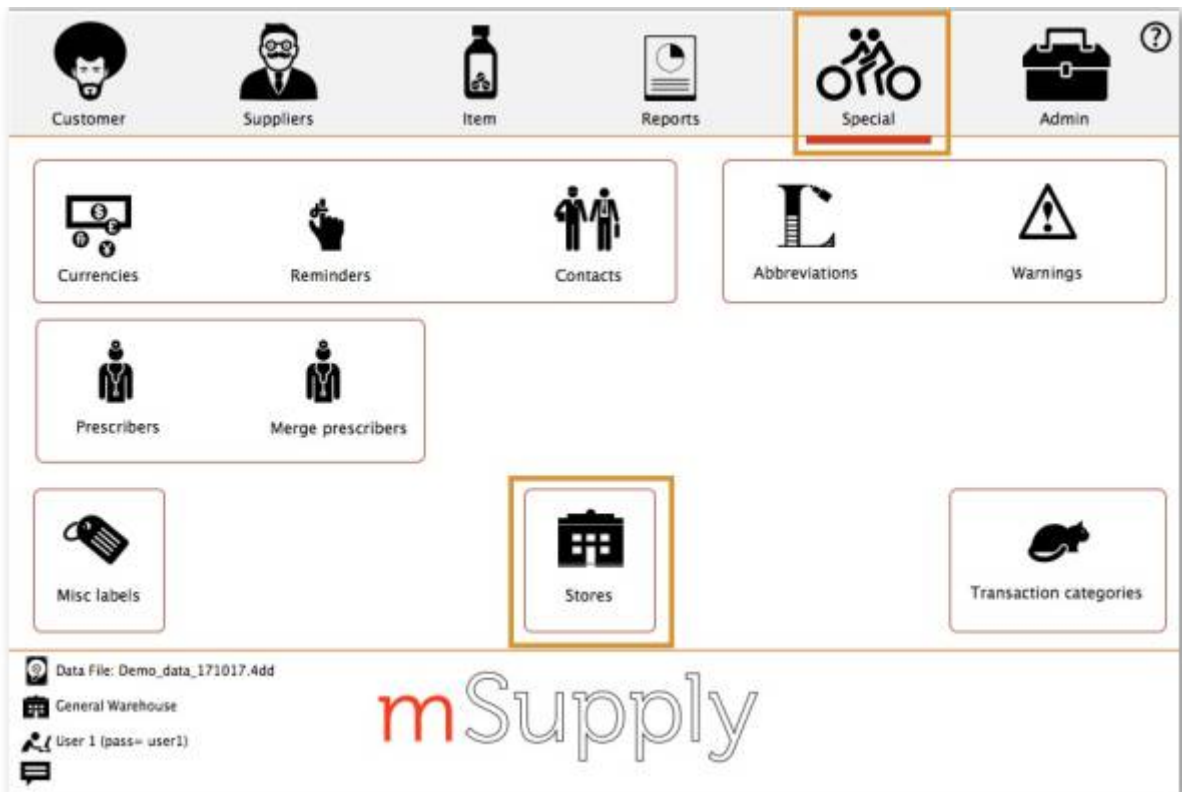 Customer
Suppliers
Item
Reports
Special
Admin
?
Currencies
Reminders
Contacts
Abbreviations
Warnings
Prescribers
Merge prescribers
Misc labels
Stores
Transaction categories
Data File: Demo_data_171017.4dd
General Warehouse
User 1 (pass= user1)
mSupply